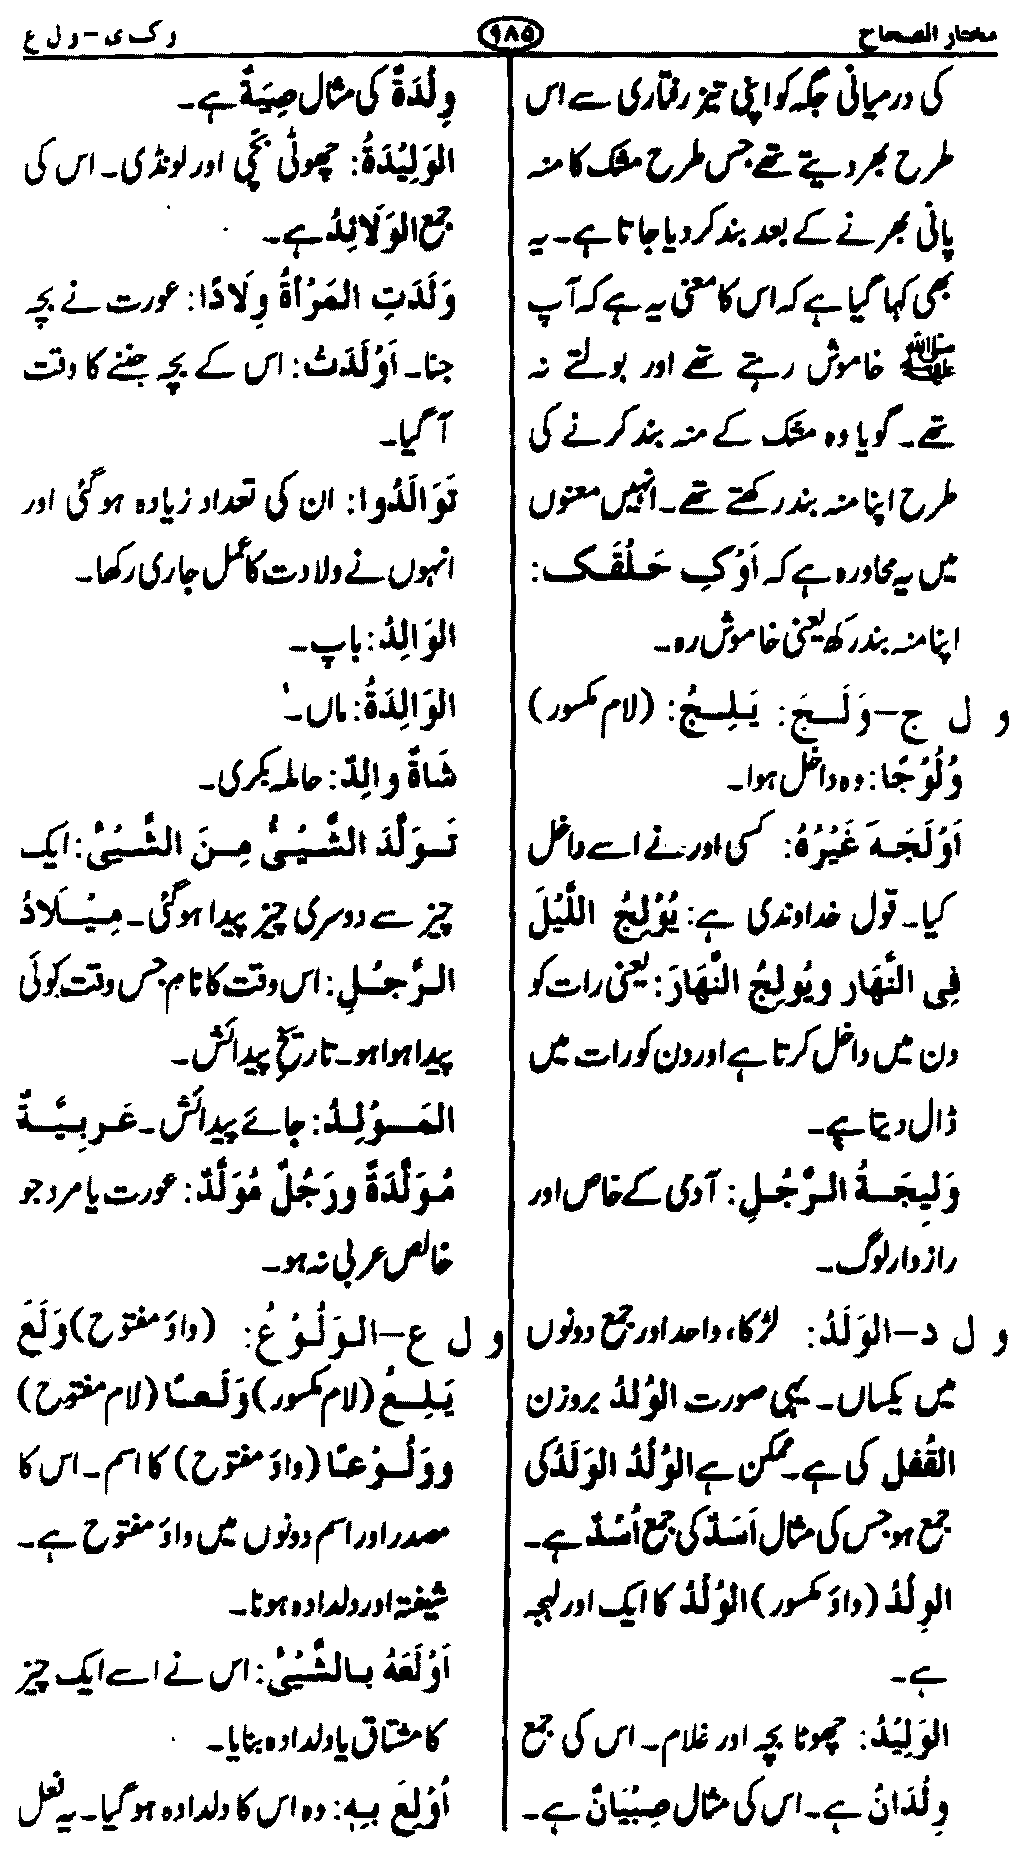 مختار الصحاح
۹۸۵
و ک ی – و ل ع
کی درمیانی جگہ کو اپنی تیز رفتاری سے اس
طرح بھر دیتے تھے جس طرح مشک کا منہ
پانی بھرنے کے بعد بند کر دیا جاتا ہے۔ یہ
بھی کہا گیا ہے کہ اس کا معنی یہ ہے کہ آپ
ﷺ خاموش رہتے تھے اور بولتے نہ
تھے۔ گویا وہ مشک کے منہ بند کرنے کی
طرح اپنا منہ بند رکھتے تھے۔ انہیں معنوں
میں یہ محاورہ ہے کہ اَوْکِ حَلْقَکَ:
اپنا منہ بند رکھ یعنی خاموش رہ۔
و ل ج – وَلَجَ: یَلِجُ: (لام مکسور)
وُلُوْجًا: وہ داخل ہوا۔
اَوْلَجَهَ غَیْرُهُ: کسی اور نے اسے داخل
کیا۔ قول خداوندی ہے: یُوْلِجُ اللَّیْلَ
فِی النَّهَار ویُولِجُ النَّهَارَ: یعنی رات کو
دن میں داخل کرتا ہے اور دن کو رات میں
ڈال دیتا ہے۔
وَلِیجَةُ الرَّجُلِ: آدمی کے خاص اور
راز دار لوگ۔
و ل د – الوَلَدُ: لڑکا، واحد اور جمع دونوں
میں یکساں۔ یہی صورت الوُلْدُ بروزن
القُفل کی ہے۔ ممکن ہے الوُلْدُ الوَلَدُ کی
جمع ہو جس کی مثال اَسَدٌ کی جمع اُسْدٌ ہے۔
الوِلْدُ (داؤ مکسور) الوُلْدُ کا ایک اور لہجہ
ہے۔
الوَلِیْدُ: چھوٹا بچہ اور غلام۔ اس کی جمع
وِلْدَانٌ ہے۔ اس کی مثال صِبْیَانٌ ہے۔
وِلْدَةٌ کی مثال صِبْیَةٌ ہے۔
الوَلِیْدَةُ: چھوٹی بچّی اور لونڈی۔ اس کی
جمع الوَلَائِدُ ہے۔
وَلَدَتِ المَرْأَةُ وِلَادًا: عورت نے بچہ
جنا۔ اَوْلَدَتْ: اس کے بچہ جننے کا وقت
آ گیا۔
تَوَالَدُوا: ان کی تعداد زیادہ ہو گئی اور
انہوں نے ولادت کا عمل جاری رکھا۔
الوَالِدُ: باپ۔
الوَالِدَةُ: ماں۔
شَاةٌ والِدٌ: حاملہ بکری۔
تَوَلَّدَ الشَّیْئُ مِنَ الشَّیْئِ: ایک
چیز سے دوسری چیز پیدا ہو گئی۔ مِیْلَادُ
الرَّجُلِ: اس وقت کا نام جس وقت کوئی
پیدا ہوا ہو۔ تاریخ پیدائش۔
المَوْلِدُ: جائے پیدائش۔ عَرَبِیَّةٌ
مُوَلَّدَةٌ ورَجُلٌ مُوَلَّدٌ: عورت یا مرد جو
خالص عربی نہ ہو۔
و ل ع – الوَلُوْعُ: (داؤ مفتوح) وَلَعَ
یَلِعُ (لام مکسور) وَلَعًا (لام مفتوح)
وولُوْعًا (داؤ مفتوح) کا اسم۔ اس کا
مصدر اور اسم دونوں میں داؤ مفتوح ہے۔
شیفتہ اور دلدادہ ہونا۔
اَوْلَعَهُ بالشَّیْئِ: اس نے اسے ایک چیز
کا مشتاق یا دلدادہ بنایا۔
اُوْلِعَ بِهٖ: وہ اس کا دلدادہ ہو گیا۔ یہ فعل